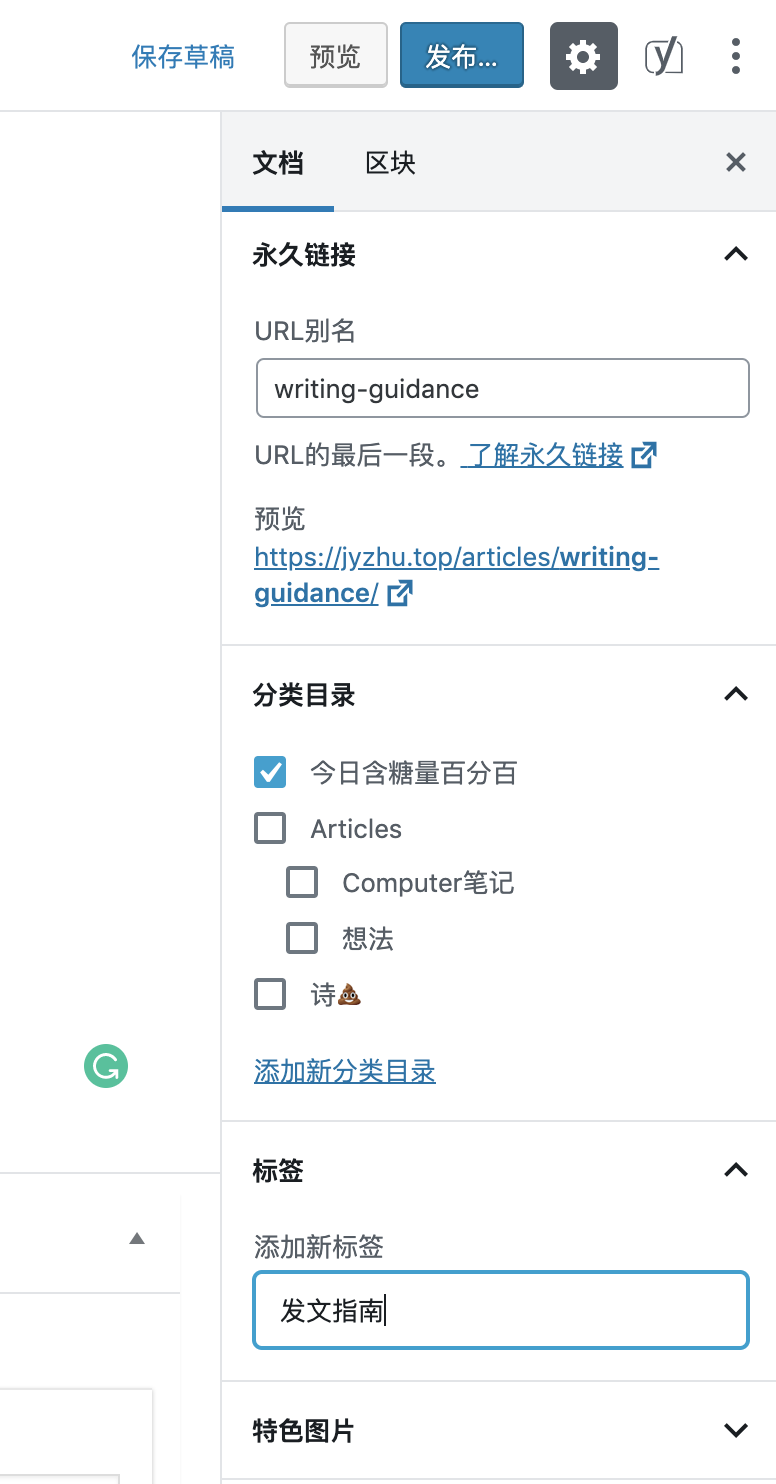 保存草稿 预览 发布...
文档 区块
永久链接
URL别名
writing-guidance
URL的最后一段。 了解永久链接
预览
https://jyzhu.top/articles/writing-
guidance/
分类目录
今日含糖量百分百
Articles
Computer笔记
想法
诗💩
添加新分类目录
标签
添加新标签
发文指南
特色图片